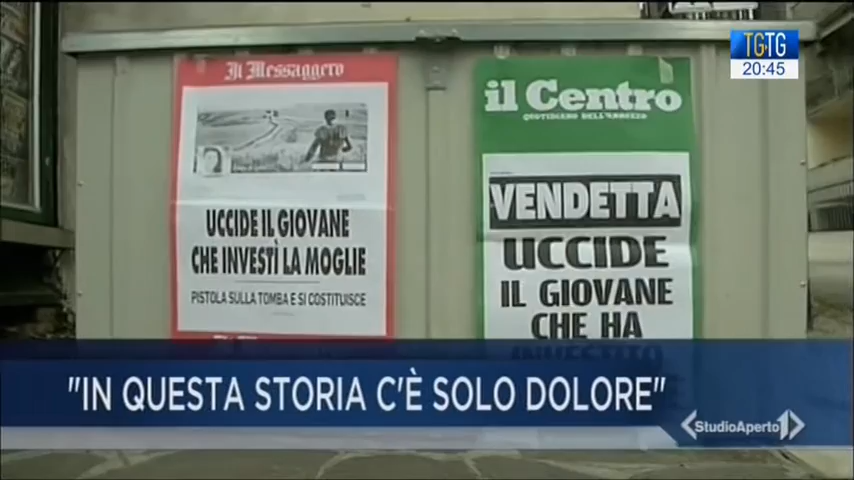 TGTG
20:45
Il Messaggero
UCCIDE IL GIOVANE
CHE INVESTÌ LA MOGLIE
PISTOLA SULLA TOMBA E SI COSTITUISCE
il Centro
QUOTIDIANO DELL'ABRUZZO
VENDETTA
UCCIDE
IL GIOVANE
CHE HA
INVESTITO
"IN QUESTA STORIA C'È SOLO DOLORE"
StudioAperto